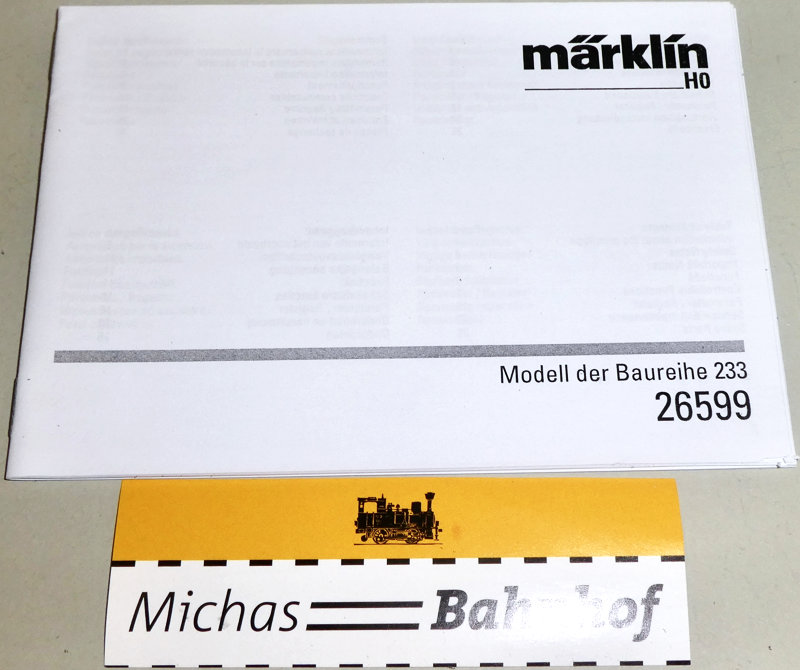 märklin
H0
Modell der Baureihe 233
26599
Michas Bahnhof